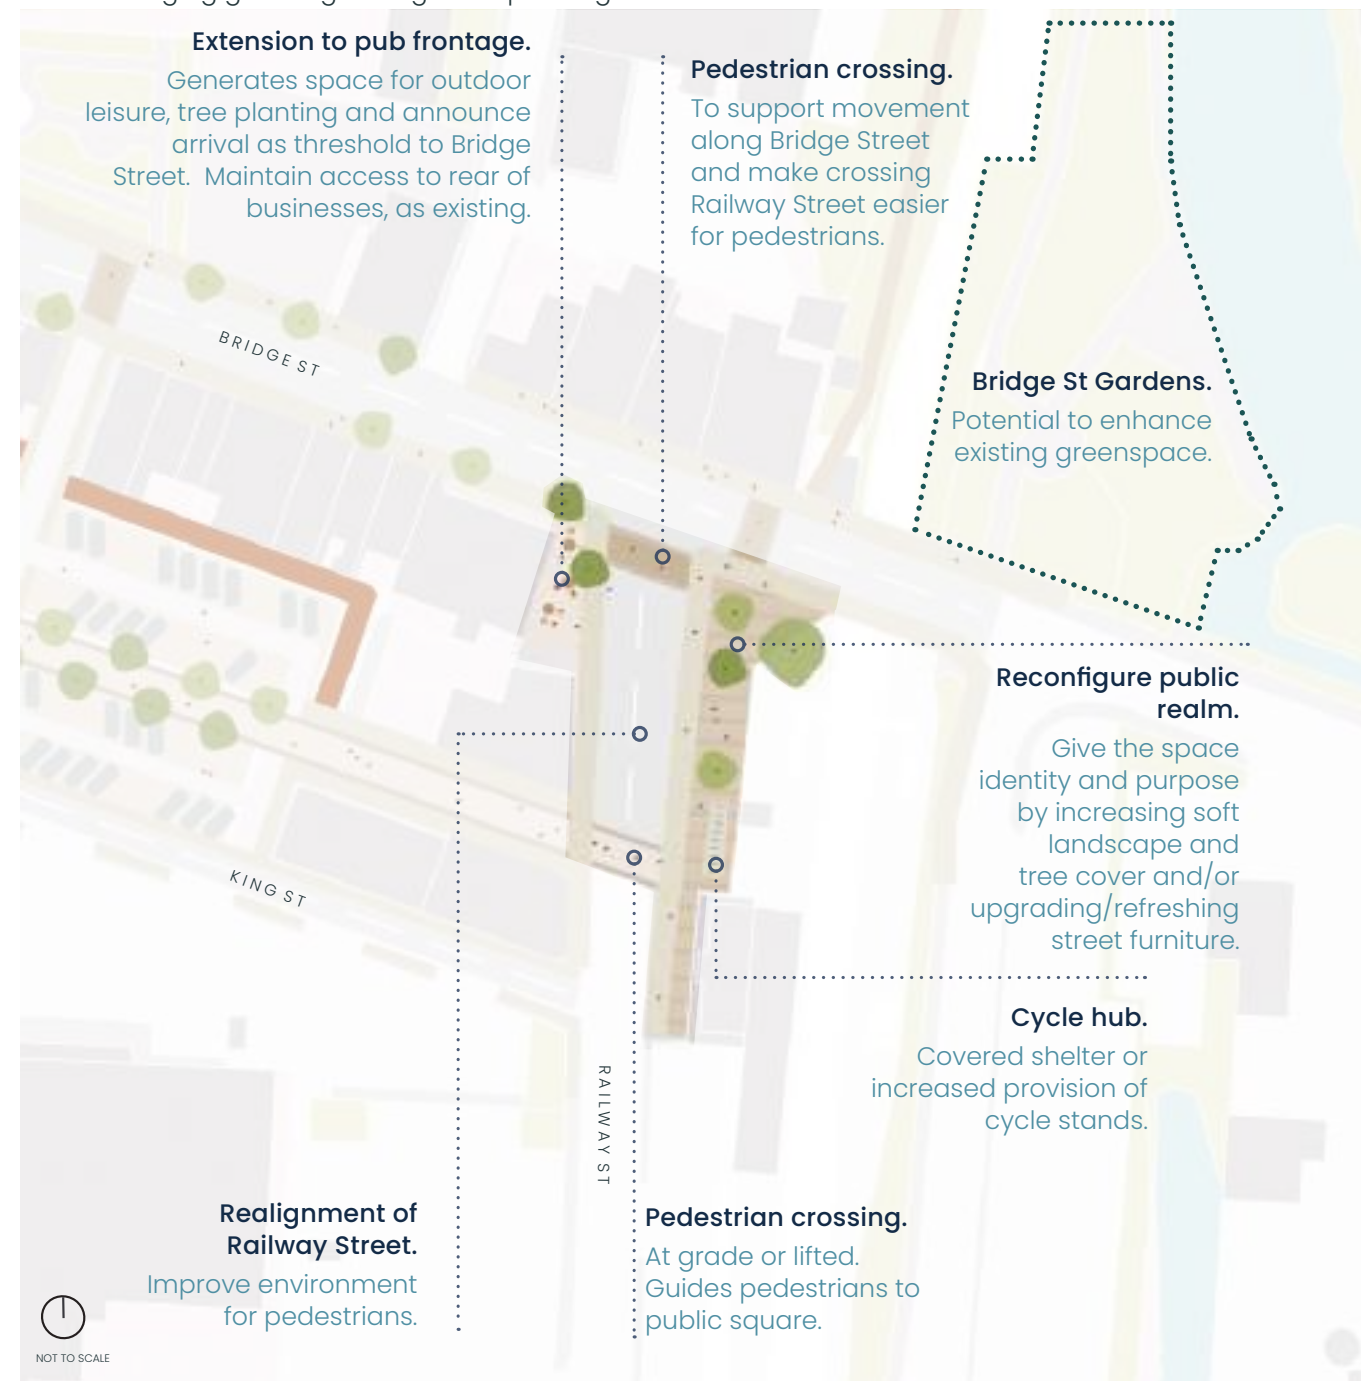 Extension to pub frontage.
Generates space for outdoor
leisure, tree planting and announce
arrival as threshold to Bridge
Street.  Maintain access to rear of
businesses, as existing.
Pedestrian crossing.
To support movement
along Bridge Street
and make crossing
Railway Street easier
for pedestrians.
BRIDGE ST
Bridge St Gardens.
Potential to enhance
existing greenspace.
Reconfigure public
realm.
Give the space
identity and purpose
by increasing soft
landscape and
tree cover and/or
upgrading/refreshing
street furniture.
KING ST
Cycle hub.
Covered shelter or
increased provision of
cycle stands.
RAILWAY ST
Realignment of
Railway Street.
Improve environment
for pedestrians.
Pedestrian crossing.
At grade or lifted.
Guides pedestrians to
public square.
NOT TO SCALE